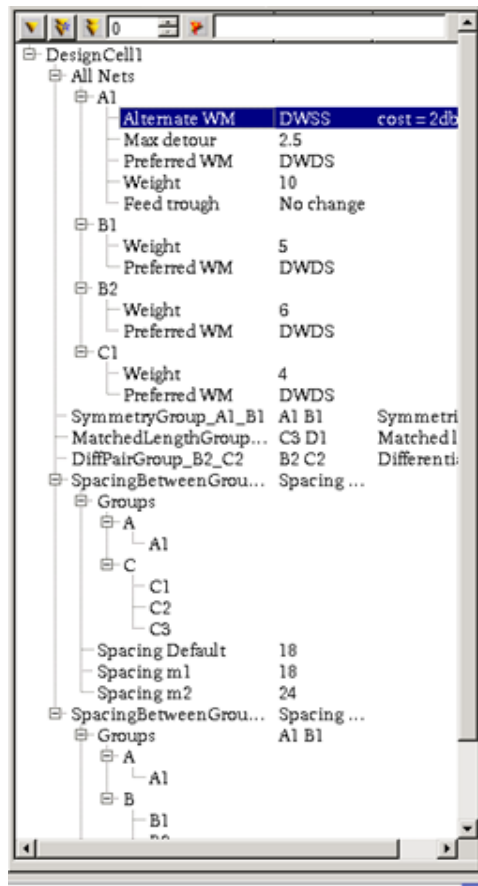 0
DesignCell1
All Nets
A1
Alternate WM DWSS cost = 2db
Max detour 2.5
Preferred WM DWDS
Weight 10
Feed trough No change
B1
Weight 5
Preferred WM DWDS
B2
Weight 6
Preferred WM DWDS
C1
Weight 4
Preferred WM DWDS
SymmetryGroup_A1_B1 A1 B1 Symmetri
MatchedLengthGroup... C3 D1 Matched l
DiffPairGroup_B2_C2 B2 C2 Differenti
SpacingBetweenGrou... Spacing ...
Groups
A
A1
C
C1
C2
C3
Spacing Default 18
Spacing m1 18
Spacing m2 24
SpacingBetweenGrou... Spacing ...
Groups A1 B1
A
A1
B
B1